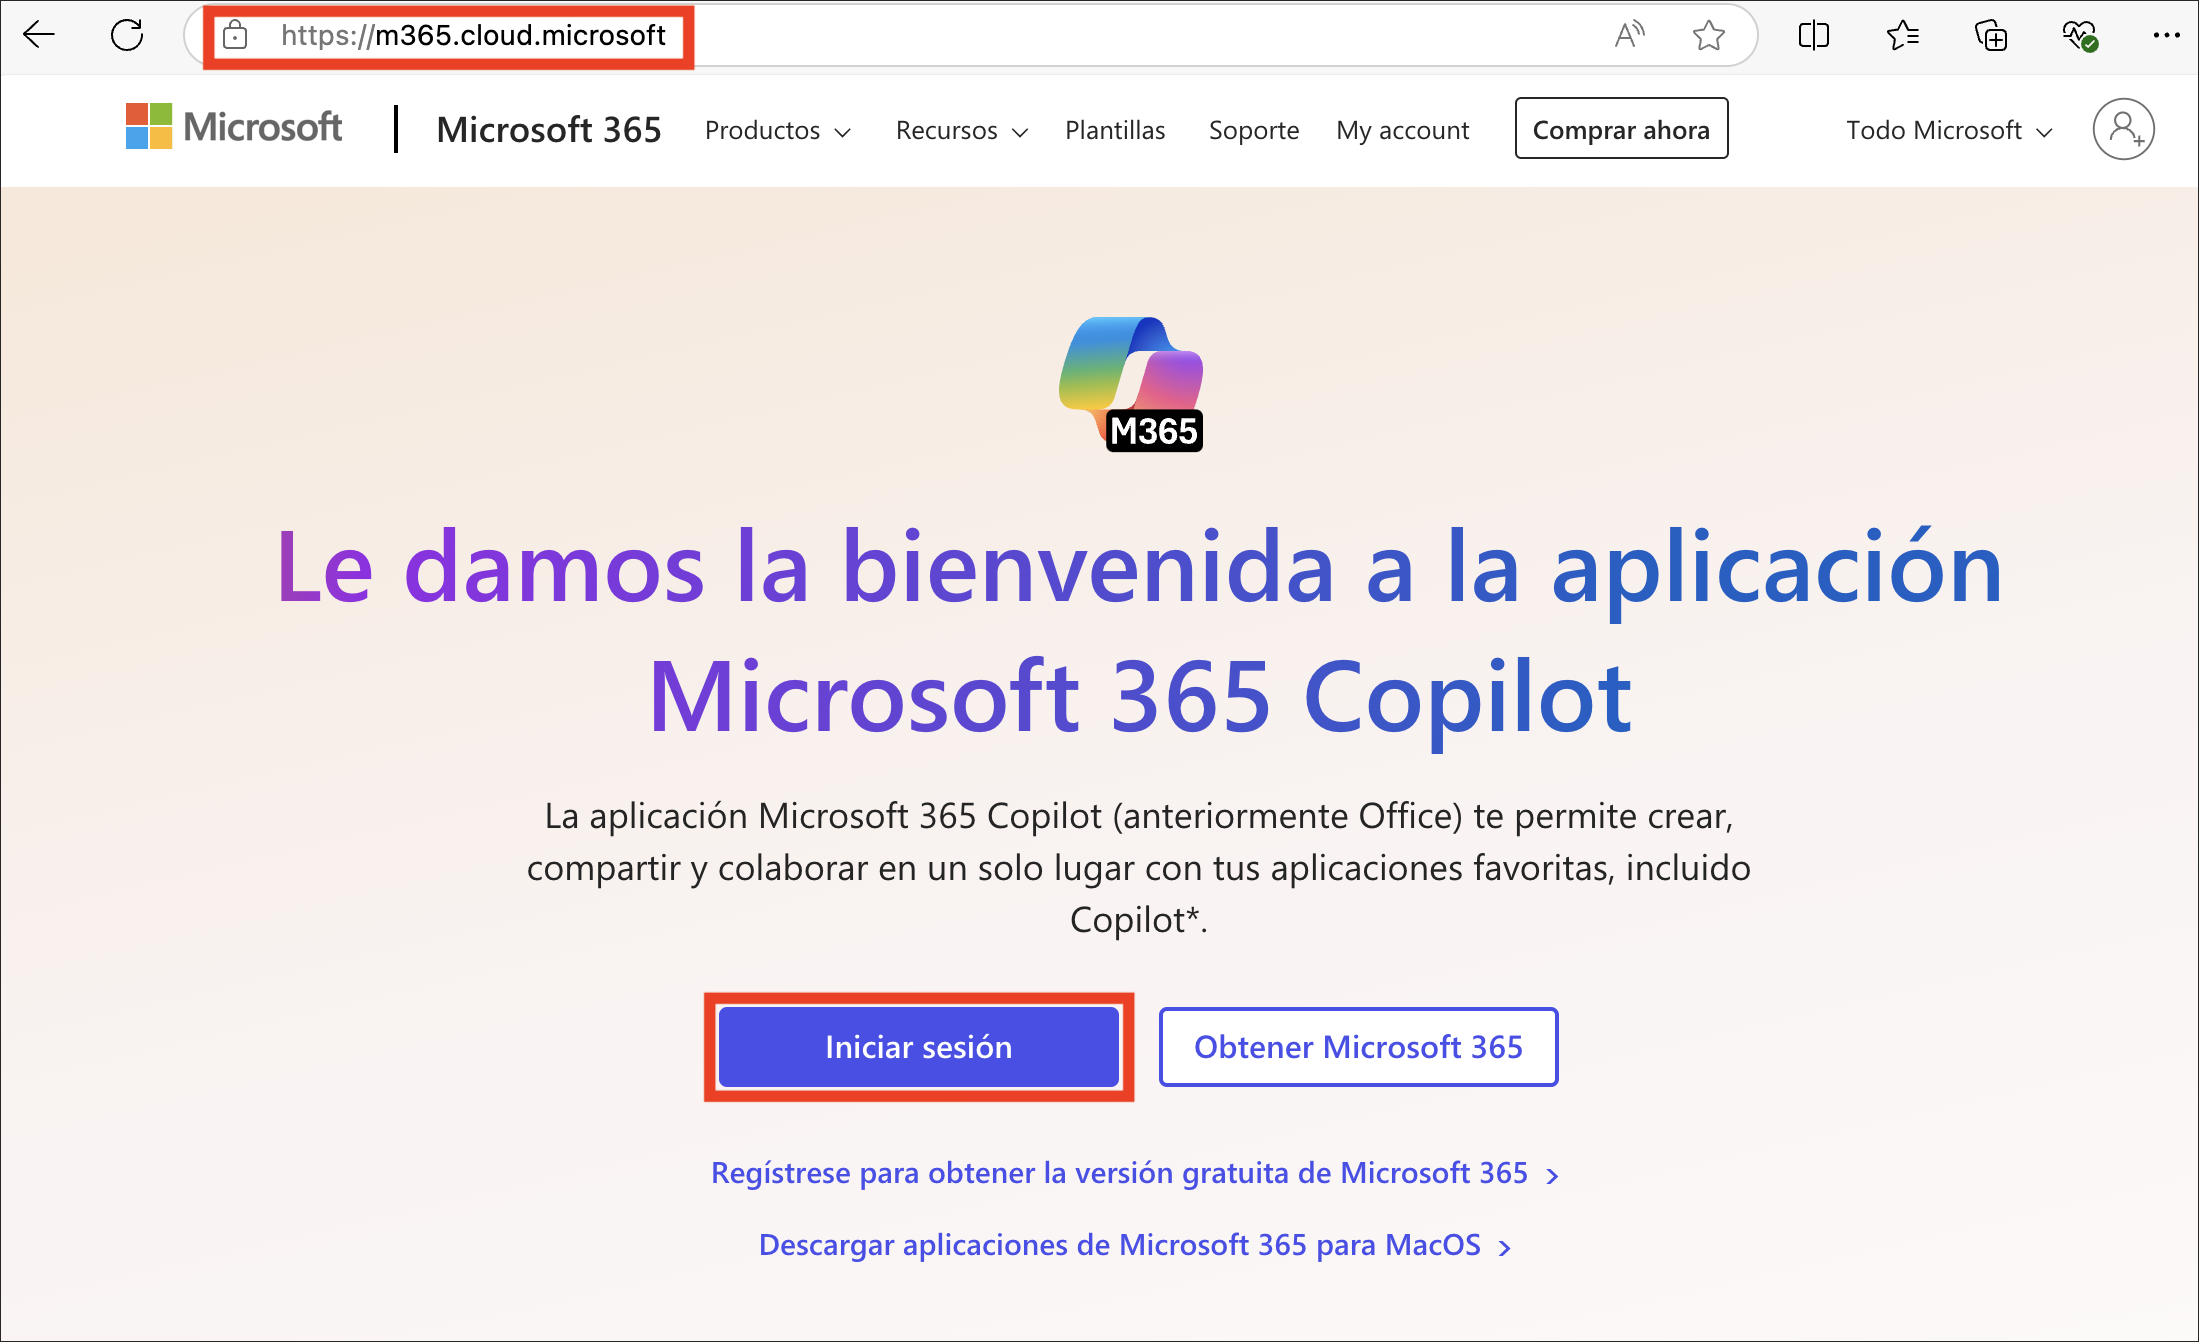 https://m365.cloud.microsoft
Microsoft
Microsoft 365
Productos
Recursos
Plantillas
Soporte
My account
Comprar ahora
Todo Microsoft
M365
Le damos la bienvenida a la aplicación
Microsoft 365 Copilot
La aplicación Microsoft 365 Copilot (anteriormente Office) te permite crear,
compartir y colaborar en un solo lugar con tus aplicaciones favoritas, incluido
Copilot*.
Iniciar sesión
Obtener Microsoft 365
Regístrese para obtener la versión gratuita de Microsoft 365
Descargar aplicaciones de Microsoft 365 para MacOS